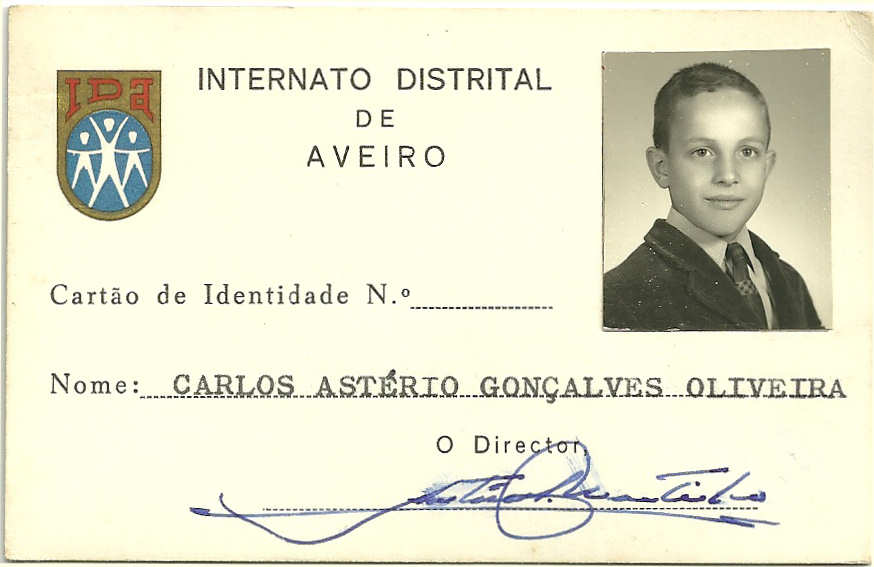 IDA
INTERNATO DISTRITAL
DE
AVEIRO
Cartão de Identidade N.º
Nome: CARLOS ASTÉRIO GONÇALVES OLIVEIRA
O Director,